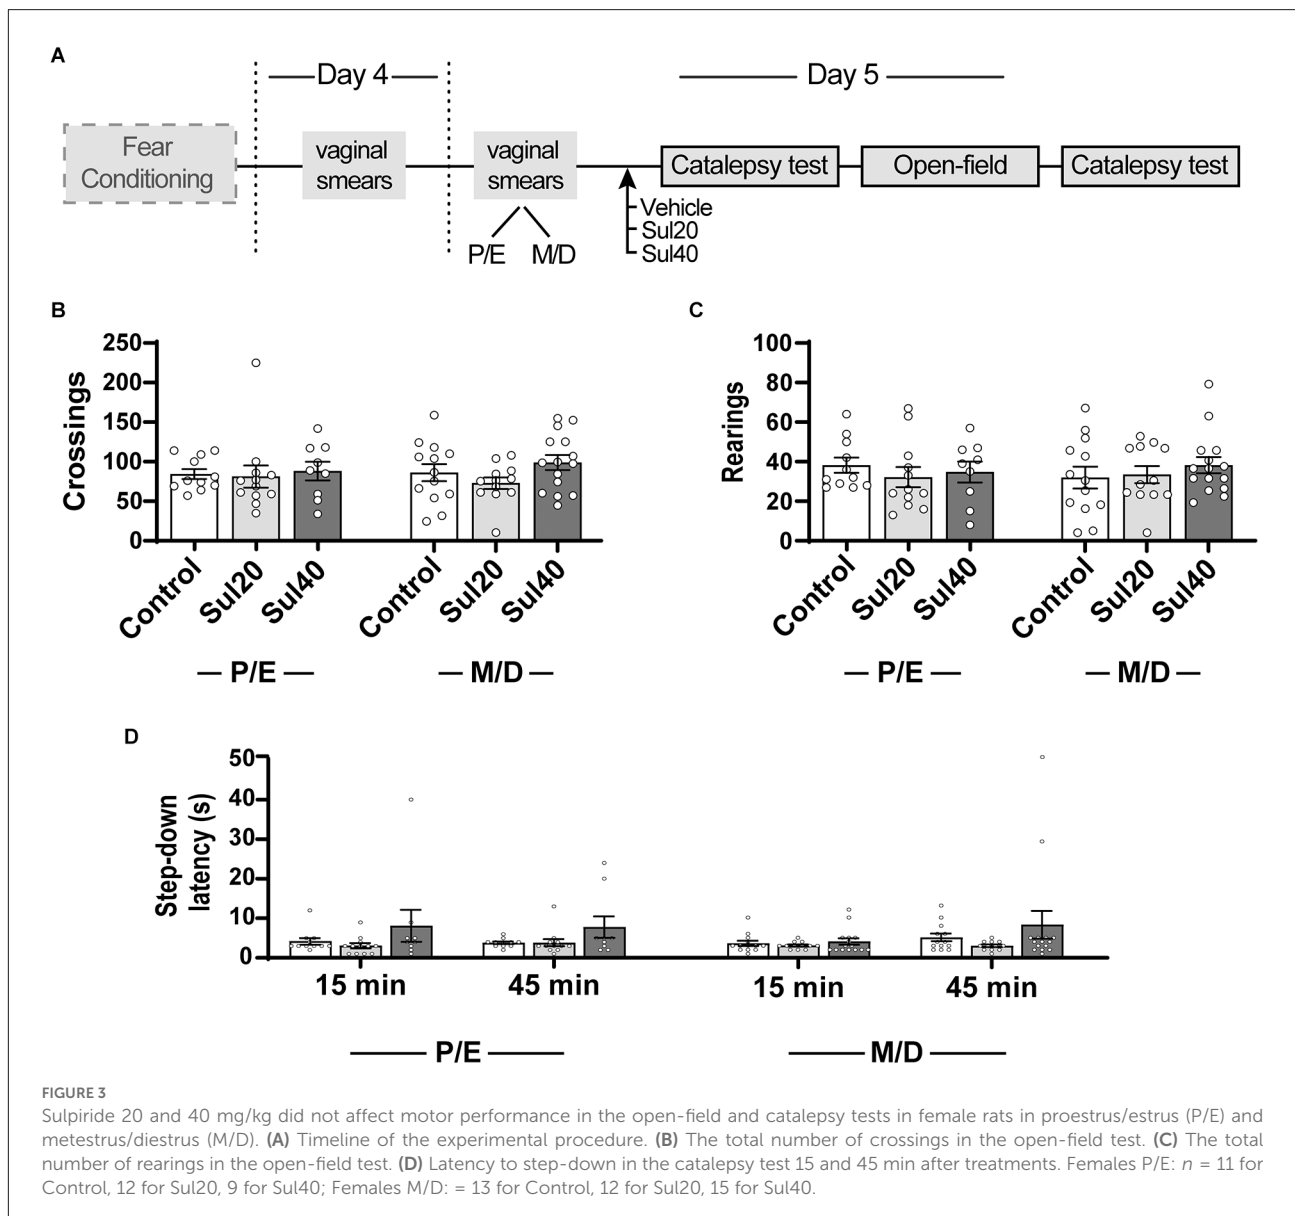 A
Day 4
Day 5
Fear
Conditioning
vaginal
smears
vaginal
smears
P/E
M/D
Vehicle
Sul20
Sul40
Catalepsy test
Open-field
Catalepsy test
B
Crossings
250
200
150
100
50
0
Control
Sul20
Sul40
Control
Sul20
Sul40
P/E
M/D
C
Rearings
100
80
60
40
20
0
Control
Sul20
Sul40
Control
Sul20
Sul40
P/E
M/D
D
Step-down
latency (s)
50
40
30
20
10
0
15 min
45 min
15 min
45 min
P/E
M/D
FIGURE 3
Sulpiride 20 and 40 mg/kg did not affect motor performance in the open-field and catalepsy tests in female rats in proestrus/estrus (P/E) and
metestrus/diestrus (M/D). (A) Timeline of the experimental procedure. (B) The total number of crossings in the open-field test. (C) The total
number of rearings in the open-field test. (D) Latency to step-down in the catalepsy test 15 and 45 min after treatments. Females P/E: n = 11 for
Control, 12 for Sul20, 9 for Sul40; Females M/D: = 13 for Control, 12 for Sul20, 15 for Sul40.